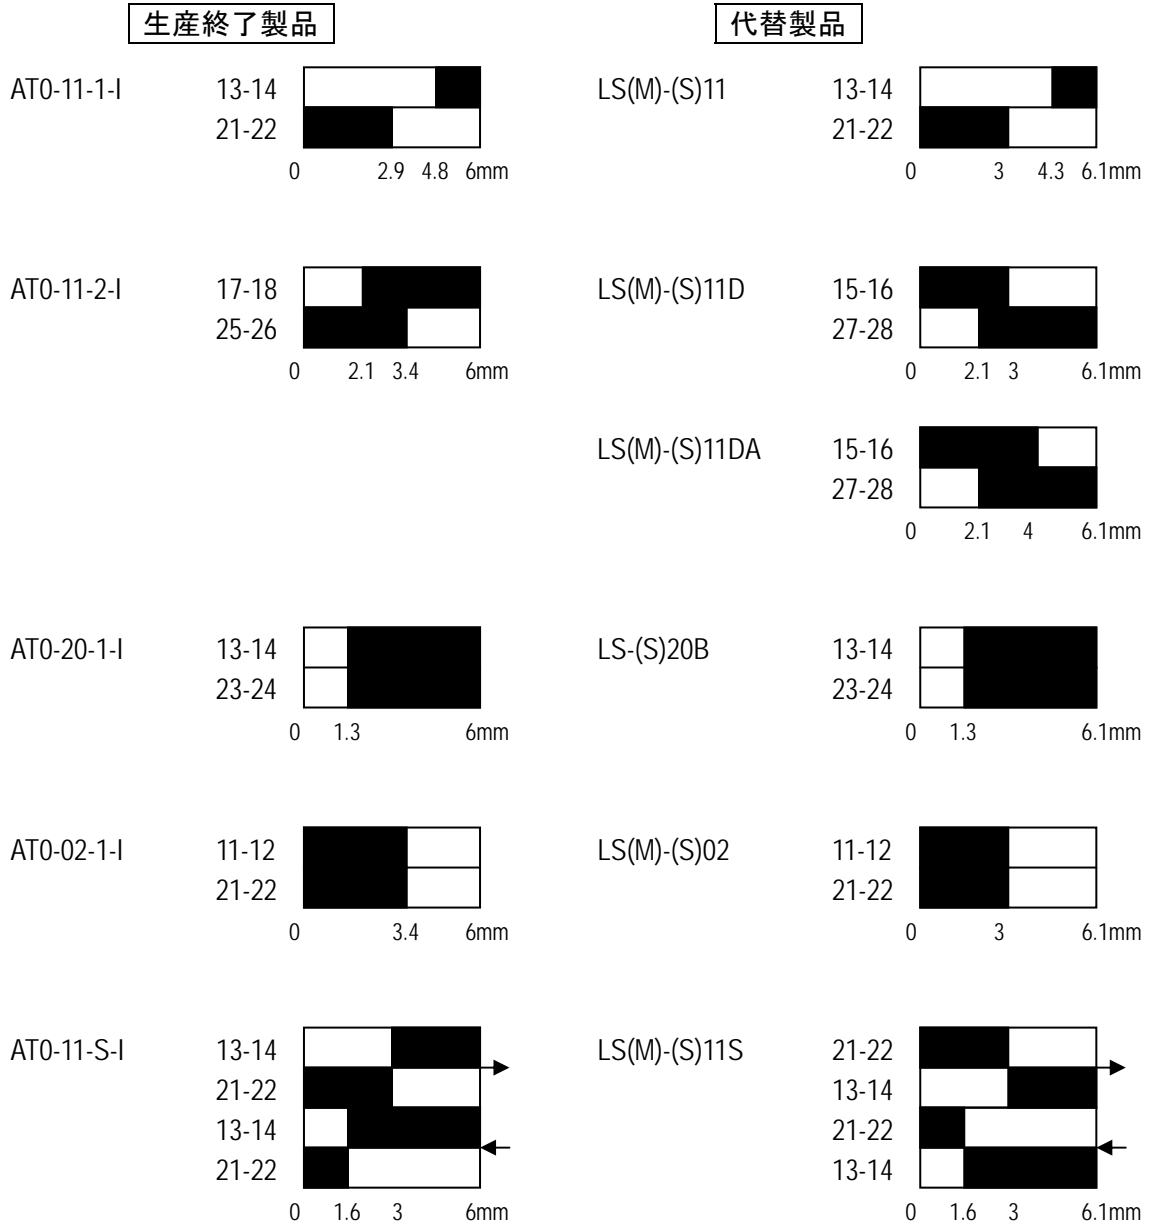 生産終了製品 代替製品
AT0-11-1-I 13-14 LS(M)-(S)11 13-14
21-22 21-22
0 2.9 4.8 6mm 0 3 4.3 6.1mm
AT0-11-2-I 17-18 LS(M)-(S)11D 15-16
25-26 27-28
0 2.1 3.4 6mm 0 2.1 3 6.1mm
LS(M)-(S)11DA 15-16
27-28
0 2.1 4 6.1mm
AT0-20-1-I 13-14 LS-(S)20B 13-14
23-24 23-24
0 1.3 6mm 0 1.3 6.1mm
AT0-02-1-I 11-12 LS(M)-(S)02 11-12
21-22 21-22
0 3.4 6mm 0 3 6.1mm
AT0-11-S-I 13-14 LS(M)-(S)11S 21-22
21-22 13-14
13-14 21-22
21-22 13-14
0 1.6 3 6mm 0 1.6 3 6.1mm